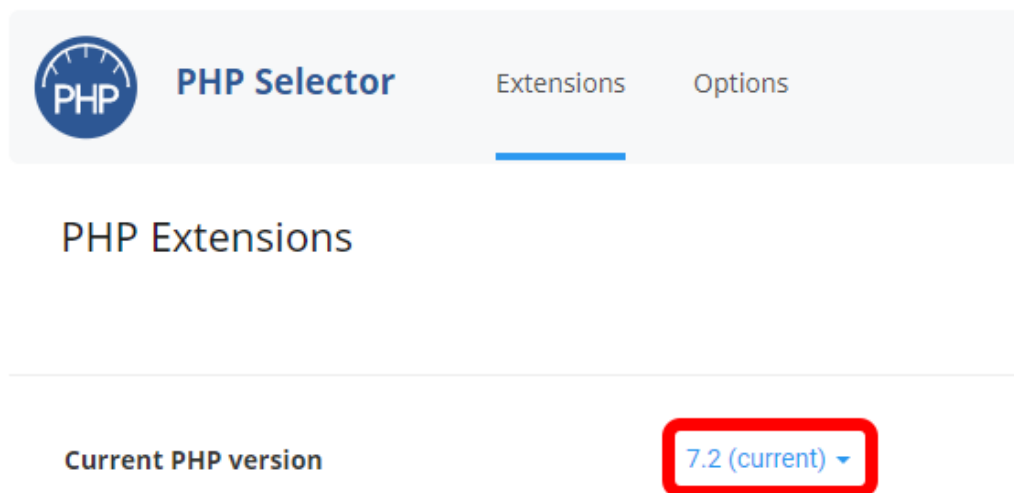 PHP
PHP Selector Extensions Options
PHP Extensions
Current PHP version 7.2 (current)